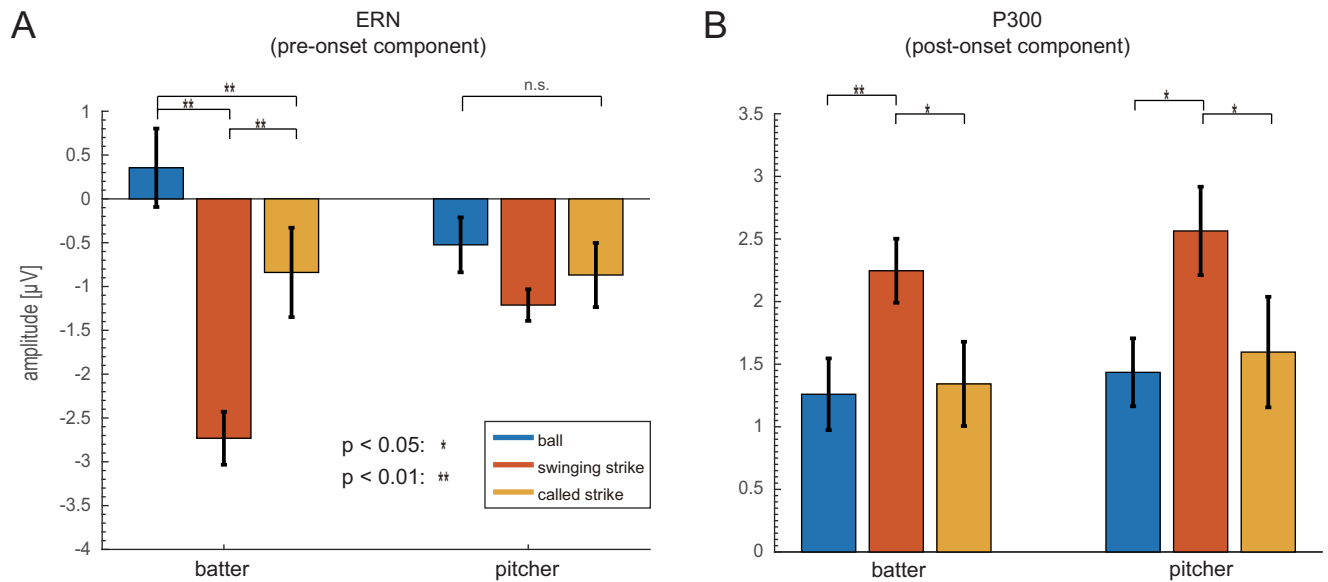 A
ERN
(pre-onset component)
**
**
**
n.s.
1
0.5
0
-0.5
-1
-1.5
-2
-2.5
-3
-3.5
-4
amplitude [µV]
p < 0.05: *
p < 0.01: **
ball
swinging strike
called strike
batter
pitcher
B
P300
(post-onset component)
**
*
*
*
3.5
3
2.5
2
1.5
1
0.5
0
batter
pitcher